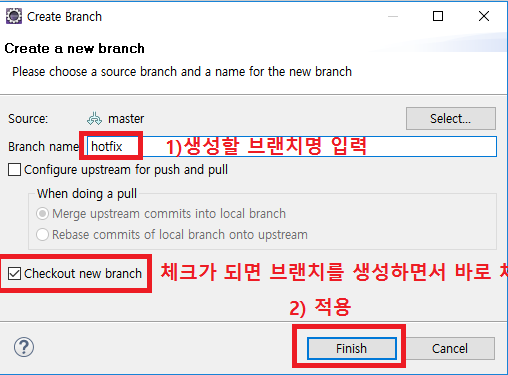 Create Branch
Create a new branch
Please choose a source branch and a name for the new branch
Source: master Select...
Branch name hotfix 1)생성할 브랜치명 입력
Configure upstream for push and pull
When doing a pull
Merge upstream commits into local branch
Rebase commits of local branch onto upstream
Checkout new branch 체크가 되면 브랜치를 생성하면서 바로
2) 적용
? Finish Cancel